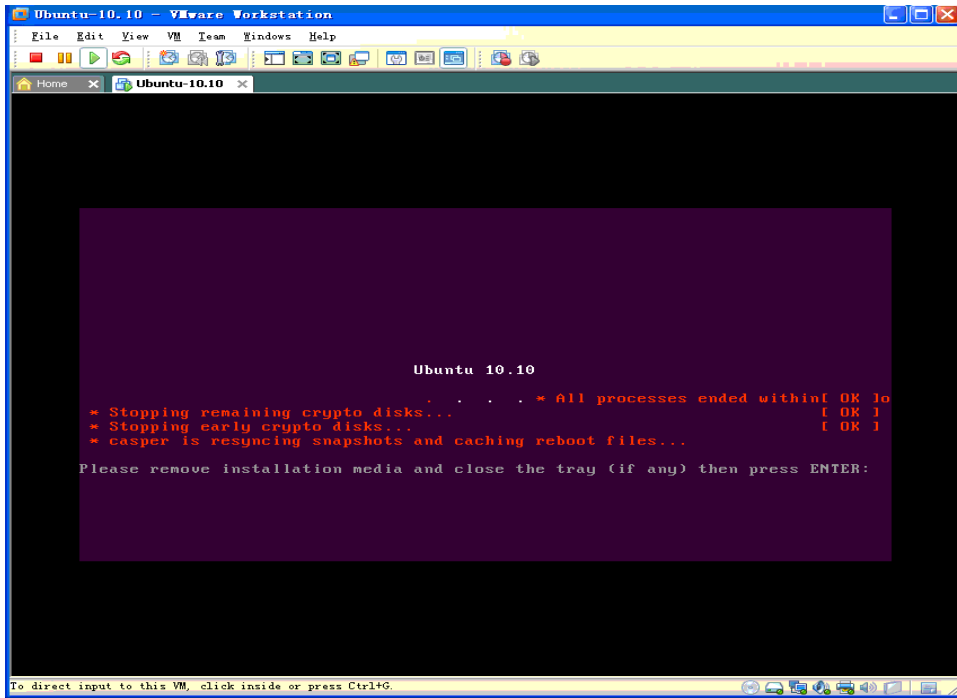 Ubuntu-10.10 - VMware Workstation
File Edit View VM Team Windows Help
Home Ubuntu-10.10
Ubuntu 10.10
. . . . * All processes ended within[ OK ]o
* Stopping remaining crypto disks... [ OK ]
* Stopping early crypto disks... [ OK ]
* casper is resyncing snapshots and caching reboot files...
Please remove installation media and close the tray (if any) then press ENTER:
To direct input to this VM, click inside or press Ctrl+G.